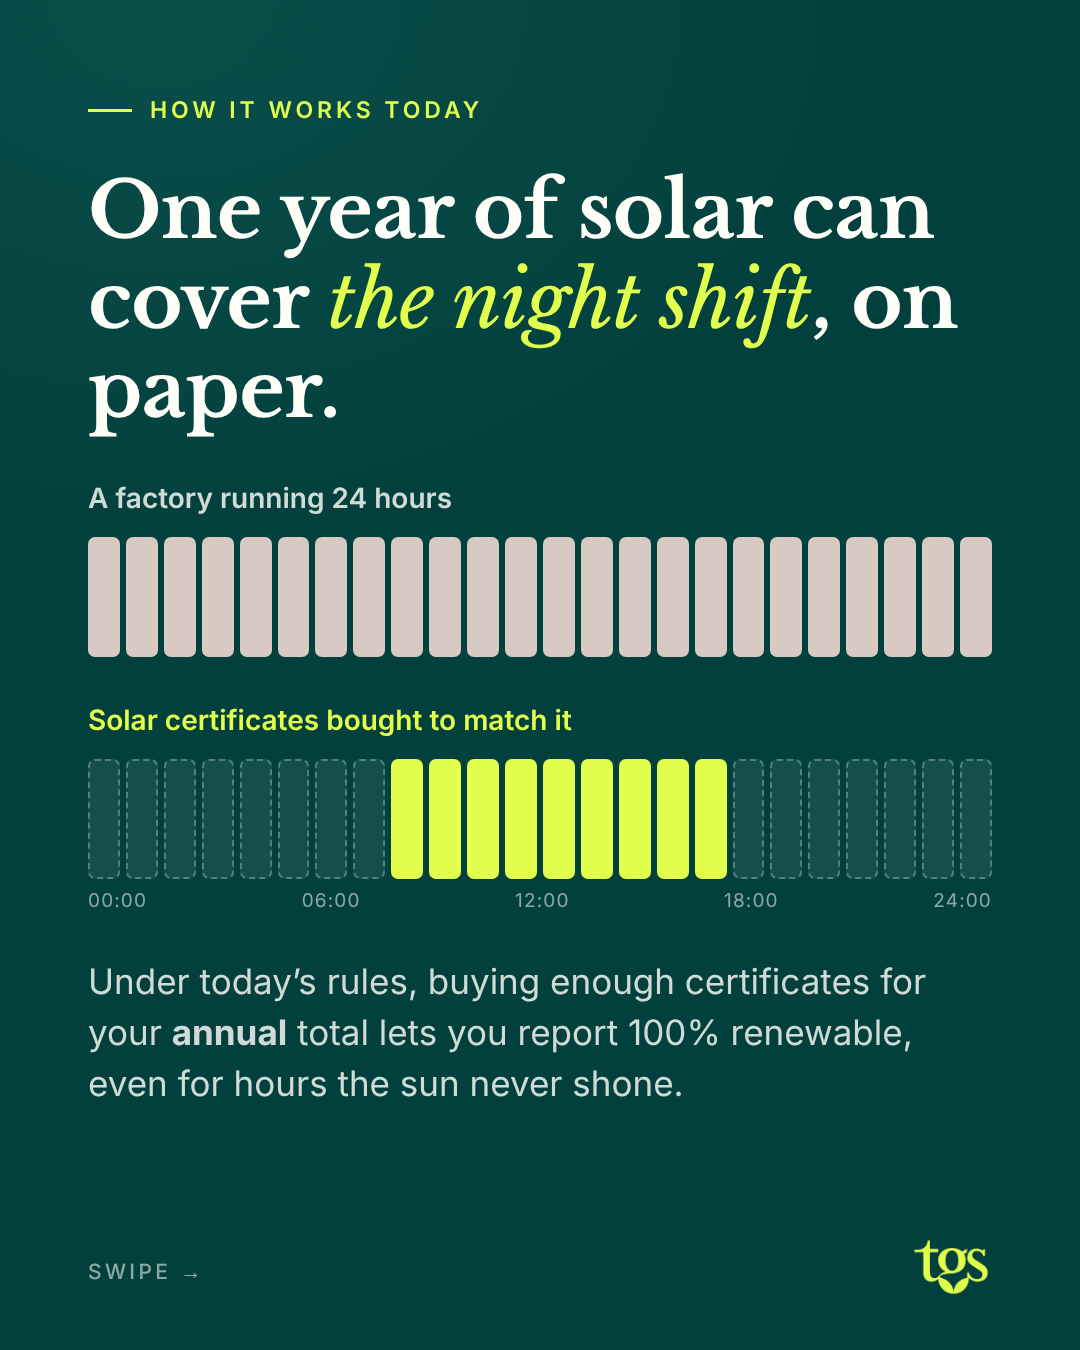 HOW IT WORKS TODAY
One year of solar can
cover the night shift, on
paper.
A factory running 24 hours
Solar certificates bought to match it
00:00 06:00 12:00 18:00 24:00
Under today’s rules, buying enough certificates for
your annual total lets you report 100% renewable,
even for hours the sun never shone.
SWIPE →
tgs